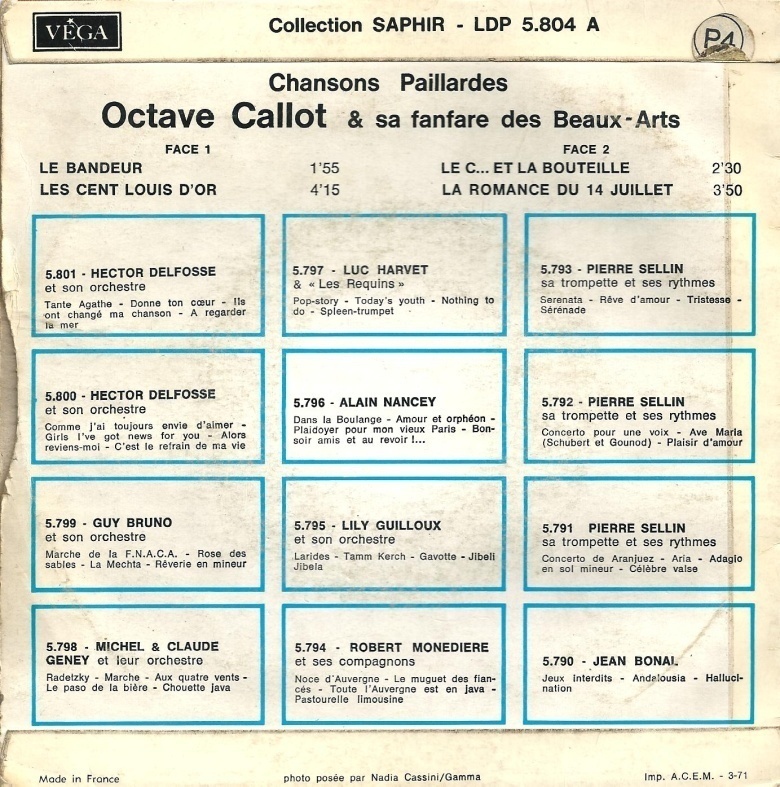 VÉGA
Collection SAPHIR - LDP 5.804 A
P4
Chansons Paillardes
Octave Callot & sa fanfare des Beaux-Arts
FACE 1
LE BANDEUR 1'55
LES CENT LOUIS D'OR 4'15
FACE 2
LE C... ET LA BOUTEILLE 2'30
LA ROMANCE DU 14 JUILLET 3'50
5.801 - HECTOR DELFOSSE
et son orchestre
Tante Agathe - Donne ton cœur - Ils
ont changé ma chanson - A regarder
la mer
5.797 - LUC HARVET
& « Les Requins »
Pop-story - Today's youth - Nothing to
do - Spleen-trumpet
5.793 - PIERRE SELLIN
sa trompette et ses rythmes
Serenata - Rêve d'amour - Tristesse -
Sérénade
5.800 - HECTOR DELFOSSE
et son orchestre
Comme j'ai toujours envie d'aimer -
Girls I've got news for you - Alors
reviens-moi - C'est le refrain de ma vie
5.796 - ALAIN NANCEY
Dans la Boulange - Amour et orphéon -
Plaidoyer pour mon vieux Paris - Bon-
soir amis et au revoir !...
5.792 - PIERRE SELLIN
sa trompette et ses rythmes
Concerto pour une voix - Ave Maria
(Schubert et Gounod) - Plaisir d'amour
5.799 - GUY BRUNO
et son orchestre
Marche de la F.N.A.C.A. - Rose des
sables - La Mechta - Rêverie en mineur
5.795 - LILY GUILLOUX
et son orchestre
Larides - Tamm Kerch - Gavotte - Jibeli
Jibela
5.791 PIERRE SELLIN
sa trompette et ses rythmes
Concerto de Aranjuez - Aria - Adagio
en sol mineur - Célèbre valse
5.798 - MICHEL & CLAUDE
GENEY et leur orchestre
Radetzky - Marche - Aux quatre vents -
Le paso de la bière - Chouette java
5.794 - ROBERT MONEDIERE
et ses compagnons
Noce d'Auvergne - Le muguet des fian-
cés - Toute l'Auvergne est en java -
Pastourelle limousine
5.790 - JEAN BONAL
Jeux Interdits - Andalousia - Halluci-
nation
Made in France
photo posée par Nadia Cassini/Gamma
Imp. A.C.E.M. - 3-71